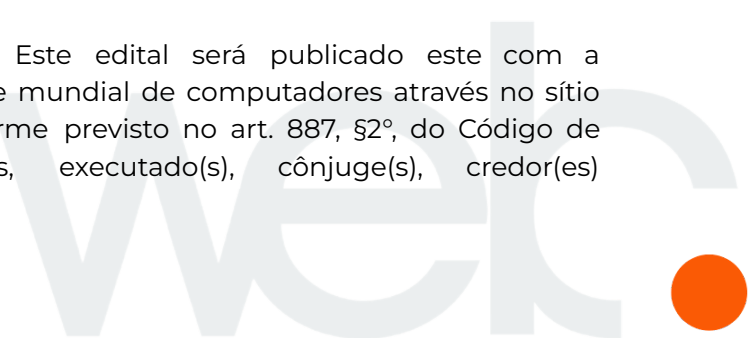 Este edital será publicado este com a
e mundial de computadores através no sítio
rme previsto no art. 887, §2º, do Código de
s, executado(s), cônjuge(s), credor(es)
web.